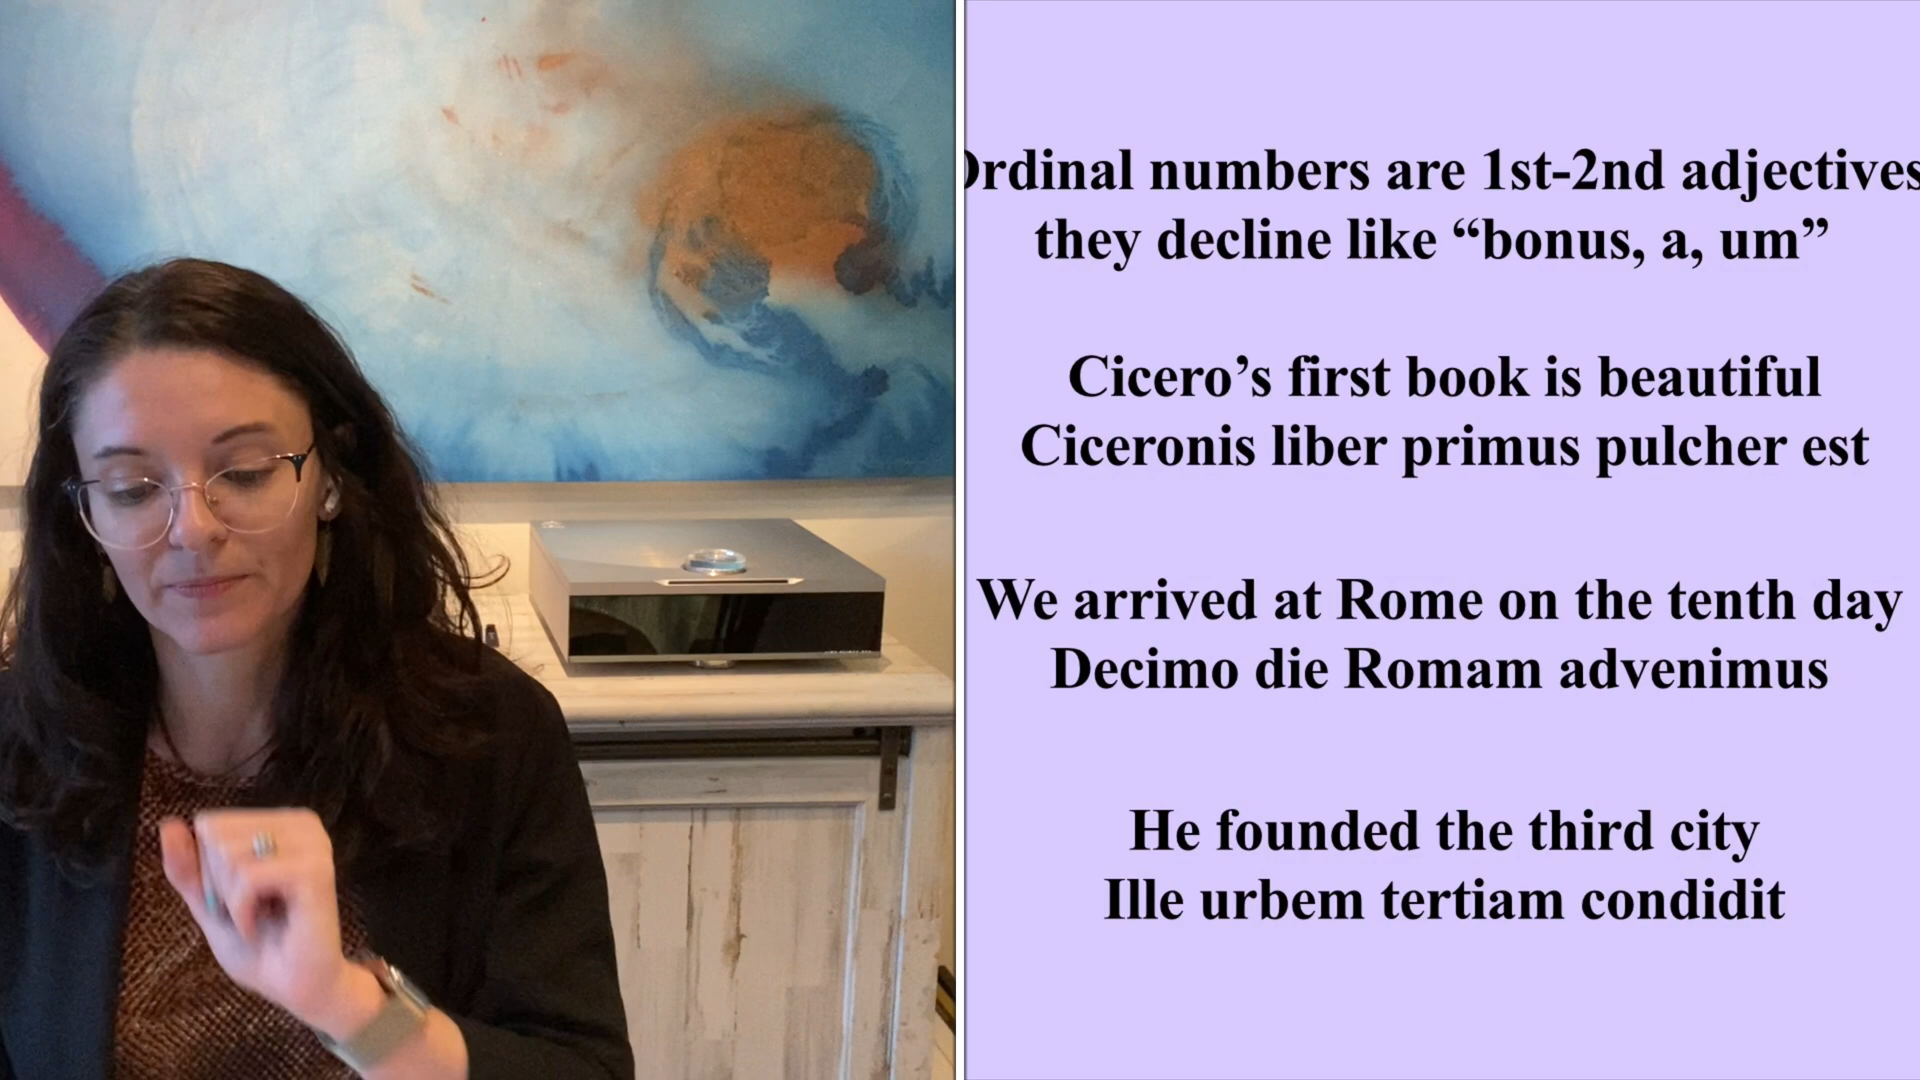 Ordinal numbers are 1st-2nd adjectives
they decline like “bonus, a, um”
Cicero’s first book is beautiful
Ciceronis liber primus pulcher est
We arrived at Rome on the tenth day
Decimo die Romam advenimus
He founded the third city
Ille urbem tertiam condidit